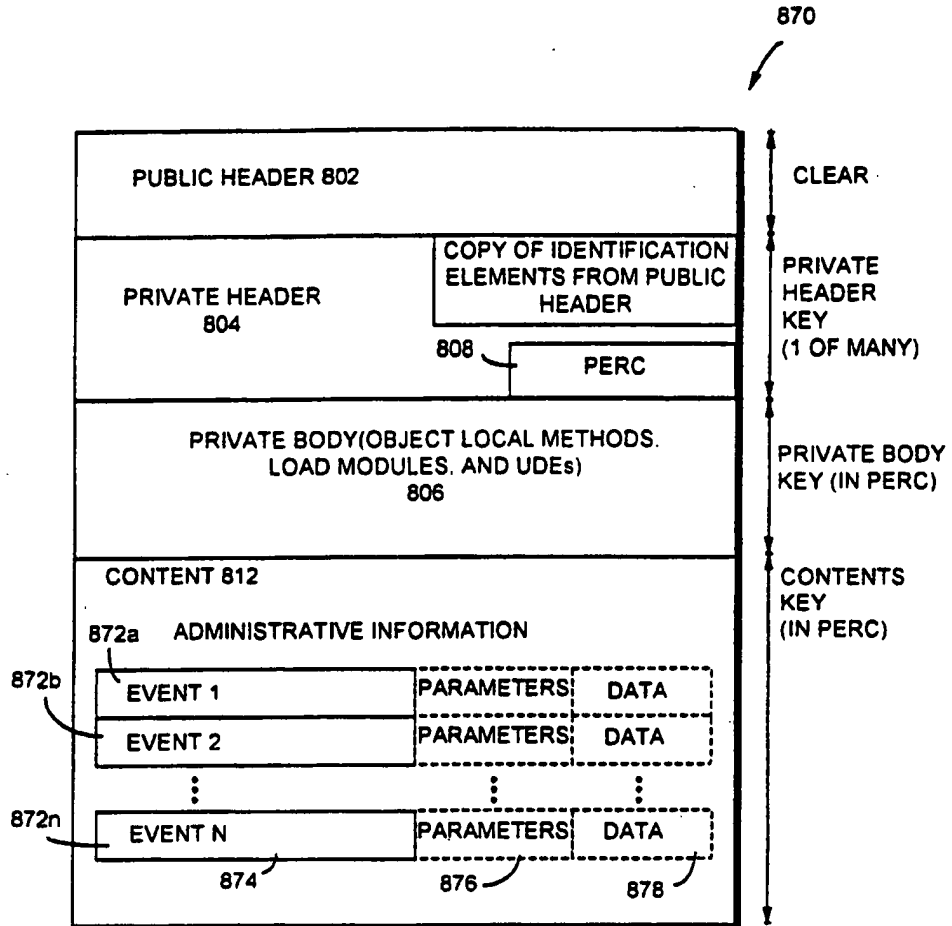 870
PUBLIC HEADER 802
CLEAR
COPY OF IDENTIFICATION
ELEMENTS FROM PUBLIC
HEADER
PRIVATE HEADER
804
PRIVATE
HEADER
KEY
(1 OF MANY)
808
PERC
PRIVATE BODY(OBJECT LOCAL METHODS.
LOAD MODULES. AND UDEs)
806
PRIVATE BODY
KEY (IN PERC)
CONTENT 812
CONTENTS
KEY
(IN PERC)
872a
ADMINISTRATIVE INFORMATION
872b
EVENT 1 PARAMETERS DATA
EVENT 2 PARAMETERS DATA
872n
EVENT N PARAMETERS DATA
874 876 878